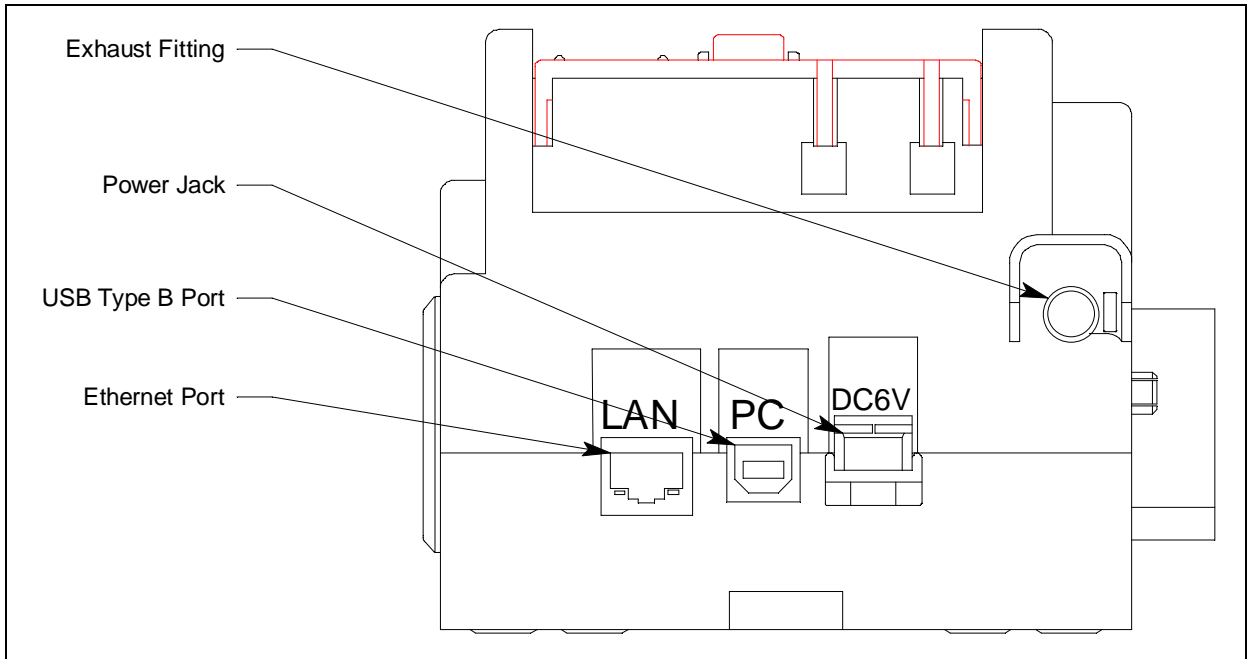 Exhaust Fitting
Power Jack
USB Type B Port
Ethernet Port
LAN
PC
DC6V